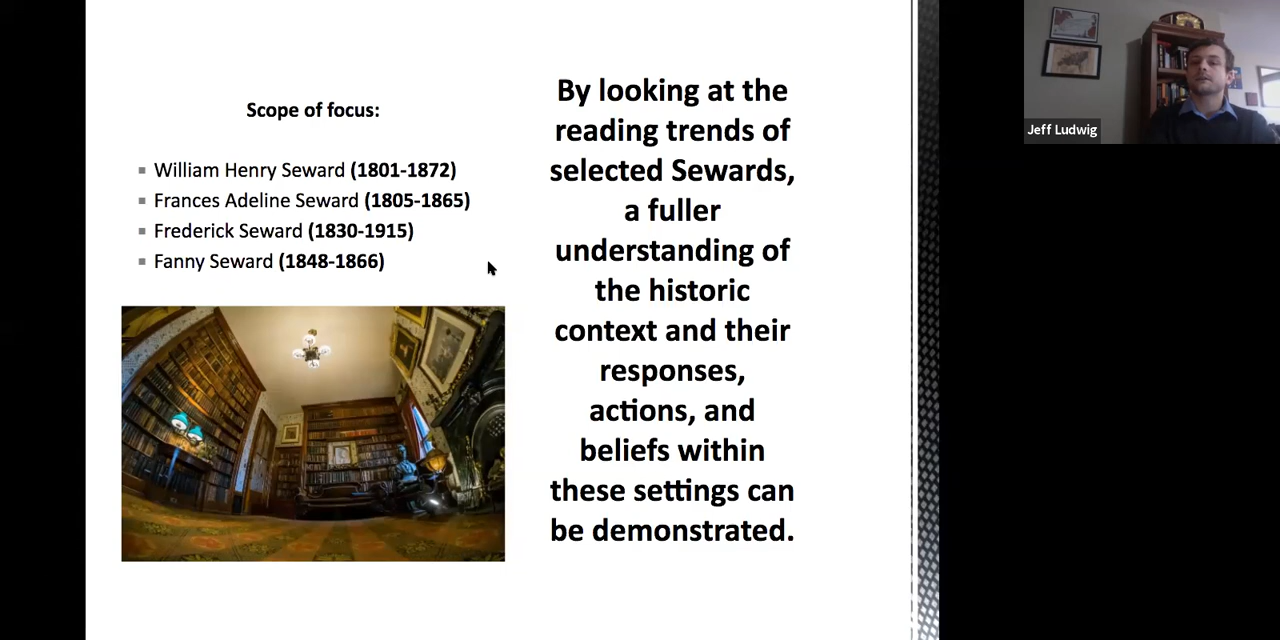 Scope of focus:
William Henry Seward (1801-1872)
Frances Adeline Seward (1805-1865)
Frederick Seward (1830-1915)
Fanny Seward (1848-1866)
By looking at the
reading trends of
selected Sewards,
a fuller
understanding of
the historic
context and their
responses,
actions, and
beliefs within
these settings can
be demonstrated.
Jeff Ludwig